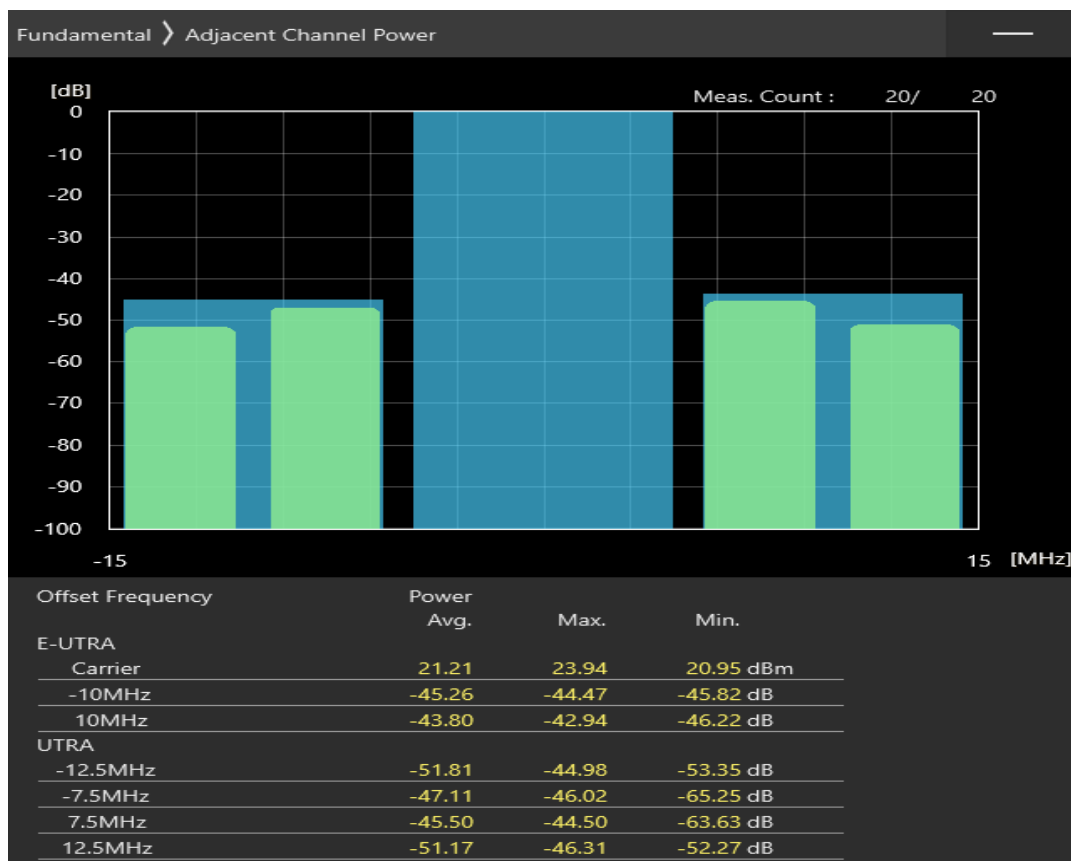 Fundamental ❯ Adjacent Channel Power
[dB]
Meas. Count : 20/ 20
0
-10
-20
-30
-40
-50
-60
-70
-80
-90
-100
-15 15 [MHz]
Offset Frequency Power
Avg. Max. Min.
E-UTRA
Carrier 21.21 23.94 20.95 dBm
-10MHz -45.26 -44.47 -45.82 dB
10MHz -43.80 -42.94 -46.22 dB
UTRA
-12.5MHz -51.81 -44.98 -53.35 dB
-7.5MHz -47.11 -46.02 -65.25 dB
7.5MHz -45.50 -44.50 -63.63 dB
12.5MHz -51.17 -46.31 -52.27 dB